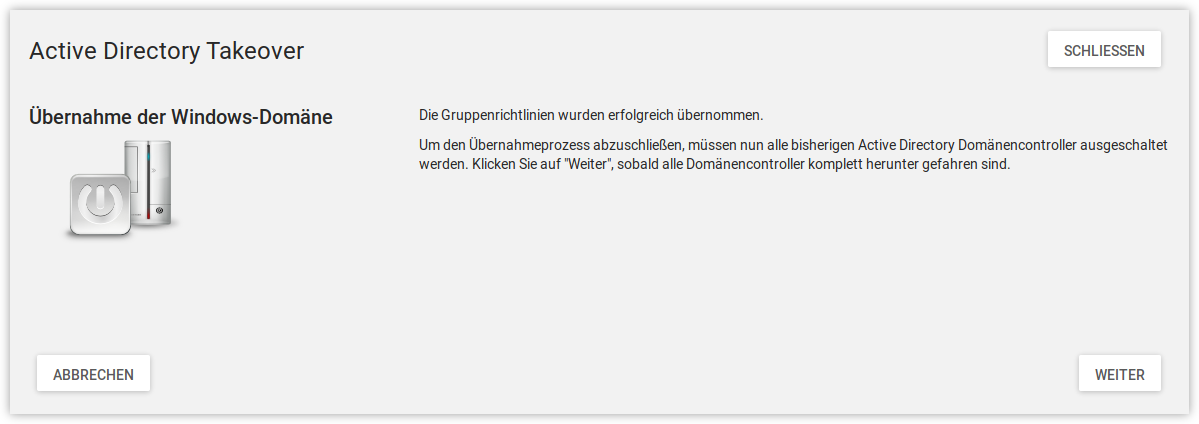 Active Directory Takeover
SCHLIESSEN
Übernahme der Windows-Domäne
Die Gruppenrichtlinien wurden erfolgreich übernommen.
Um den Übernahmeprozess abzuschließen, müssen nun alle bisherigen Active Directory Domänencontroller ausgeschaltet
werden. Klicken Sie auf "Weiter", sobald alle Domänencontroller komplett herunter gefahren sind.
ABBRECHEN
WEITER